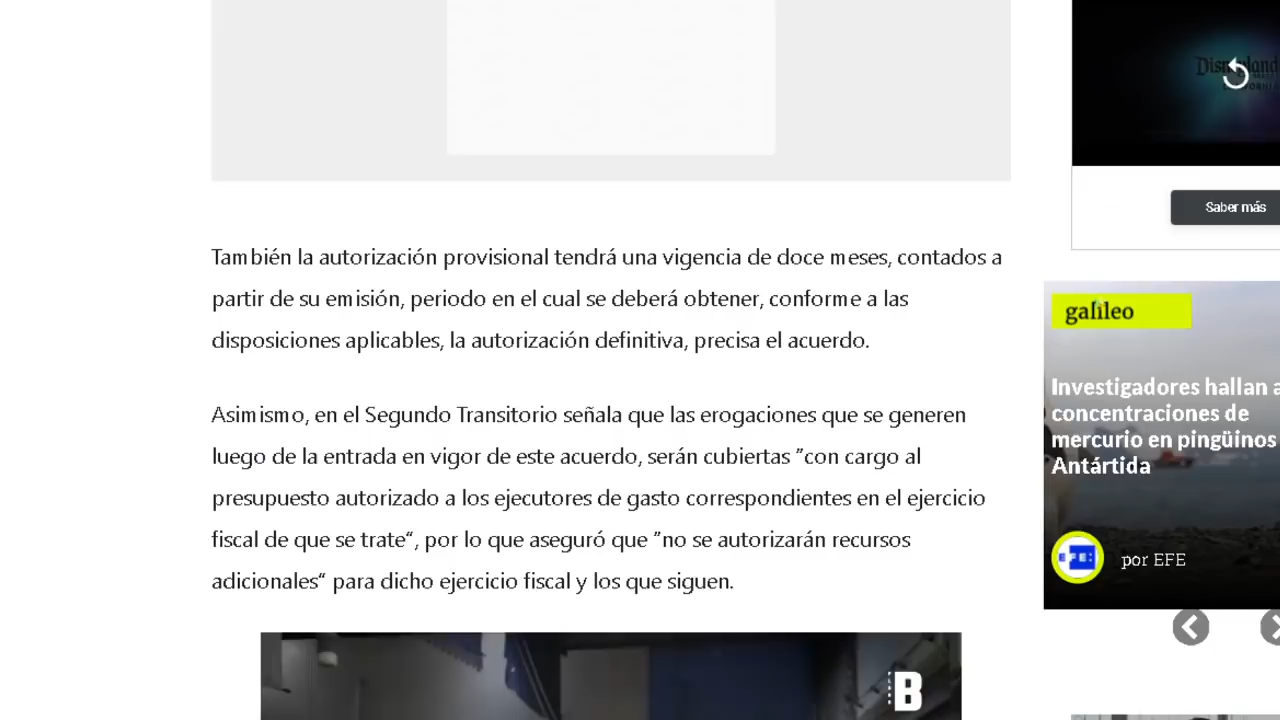 También la autorización provisional tendrá una vigencia de doce meses, contados a
partir de su emisión, periodo en el cual se deberá obtener, conforme a las
disposiciones aplicables, la autorización definitiva, precisa el acuerdo.
Asimismo, en el Segundo Transitorio señala que las erogaciones que se generen
luego de la entrada en vigor de este acuerdo, serán cubiertas ”con cargo al
presupuesto autorizado a los ejecutores de gasto correspondientes en el ejercicio
fiscal de que se trate“, por lo que aseguró que ”no se autorizarán recursos
adicionales“ para dicho ejercicio fiscal y los que siguen.
B
Saber más
galileo
Investigadores hallan
concentraciones de
mercurio en pingüinos
Antártida
EFE:
por EFE